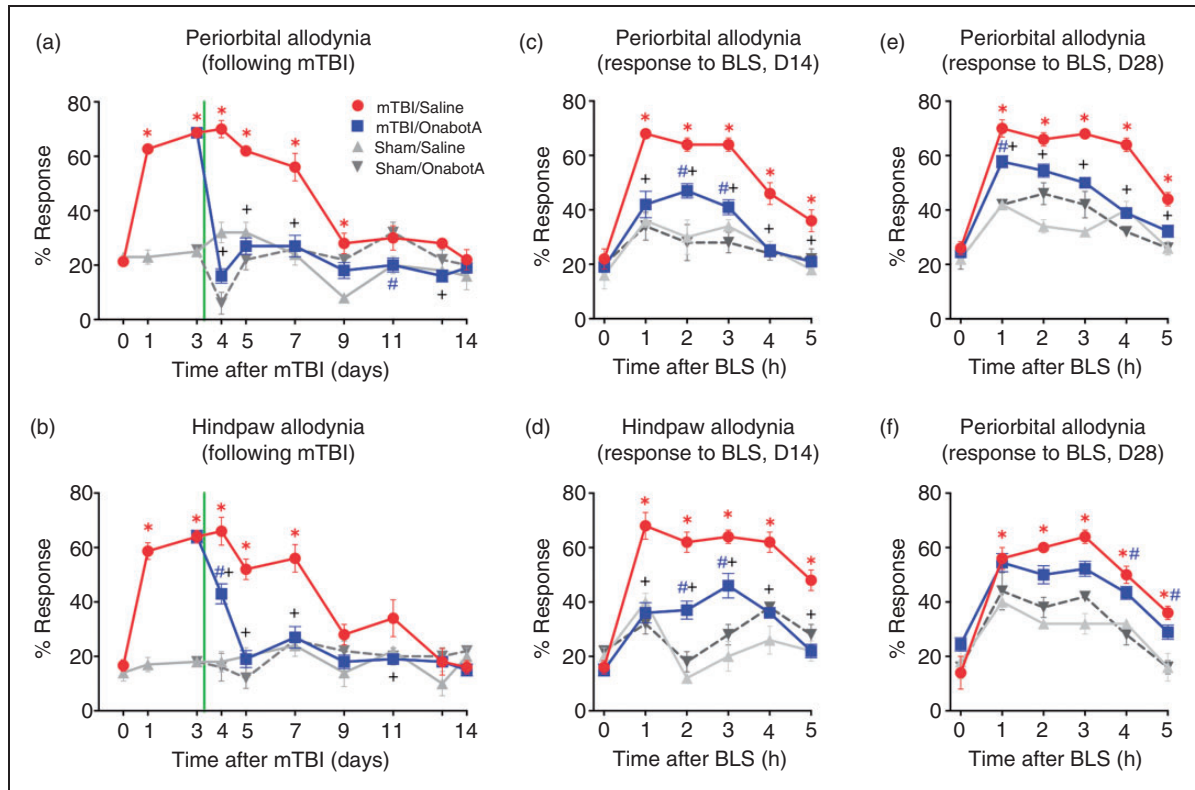 (a)
Periorbital allodynia
(following mTBI)
% Response
80
60
40
20
0
* * * * * *
+ + + # +
mTBI/Saline
mTBI/OnabotA
Sham/Saline
Sham/OnabotA
0 1 3 4 5 7 9 11 14
Time after mTBI (days)
(c)
Periorbital allodynia
(response to BLS, D14)
% Response
80
60
40
20
0
* * * * *
+ #+ #+ + +
0 1 2 3 4 5
Time after BLS (h)
(e)
Periorbital allodynia
(response to BLS, D28)
% Response
80
60
40
20
0
* * * * *
#+ + + + +
0 1 2 3 4 5
Time after BLS (h)
(b)
Hindpaw allodynia
(following mTBI)
% Response
80
60
40
20
0
* * * * *
#+ + + +
0 1 3 4 5 7 9 11 14
Time after mTBI (days)
(d)
Hindpaw allodynia
(response to BLS, D14)
% Response
80
60
40
20
0
* * * * *
+ #+ #+ + +
0 1 2 3 4 5
Time after BLS (h)
(f)
Periorbital allodynia
(response to BLS, D28)
% Response
80
60
40
20
0
* * * *# *#
0 1 2 3 4 5
Time after BLS (h)